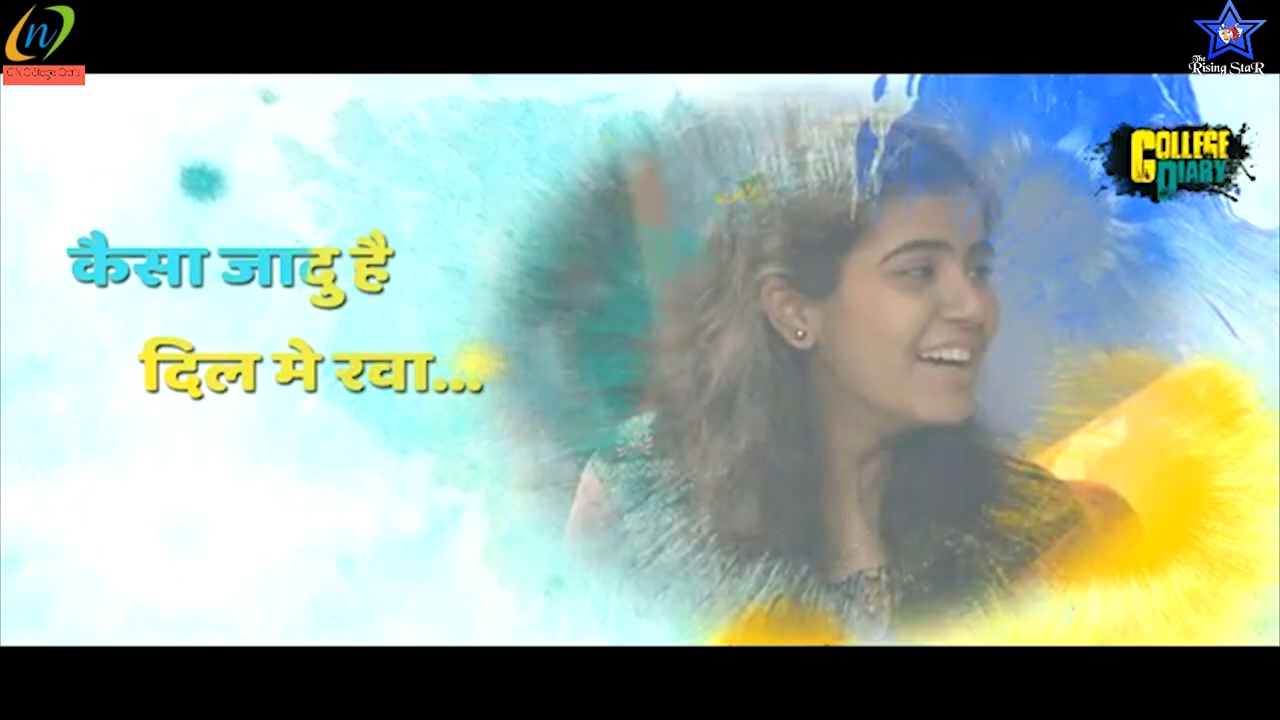 The
Rising StaR
COLLEGE
DIARY
कैसा जादु है
दिल मे रवा...